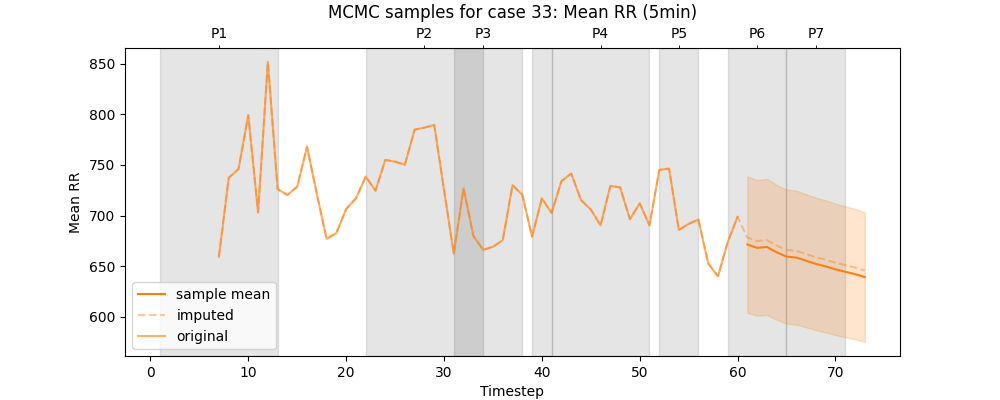 MCMC samples for case 33: Mean RR (5min)
P1 P2 P3 P4 P5 P6 P7
850
800
750
700
650
600
Mean RR
sample mean
imputed
original
0 10 20 30 40 50 60 70
Timestep